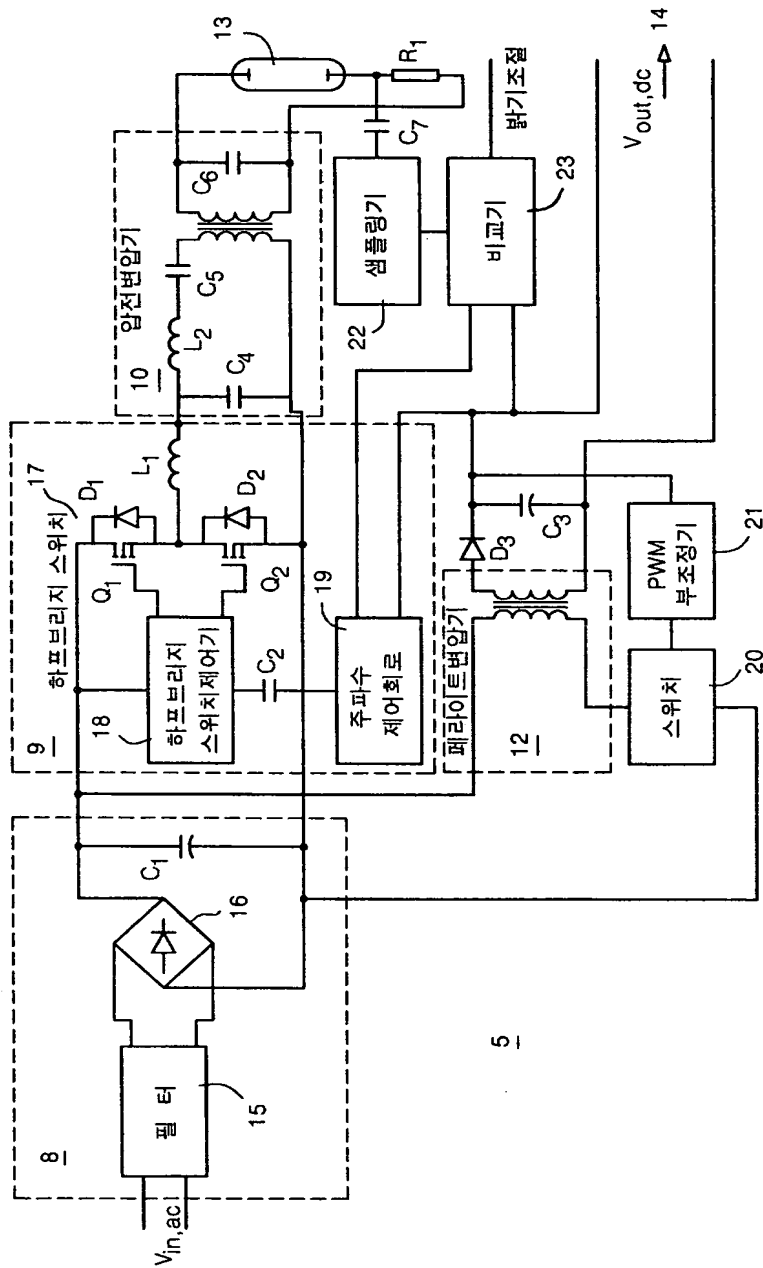 V_in,ac
8
필 터
15
16
C1
9
하프브리지 스위치
17
D1
Q1
D2
Q2
L1
18
하프브리지
스위치제어기
C2
19
주파수
제어회로
압전변압기
10
L2
C5
C4
C6
13
R1
C7
샘플링기
22
비교기
23
밝기조절
페라이트변압기
12
D3
C3
PWM
부조정기
21
스위치
20
V_out,dc
14
5